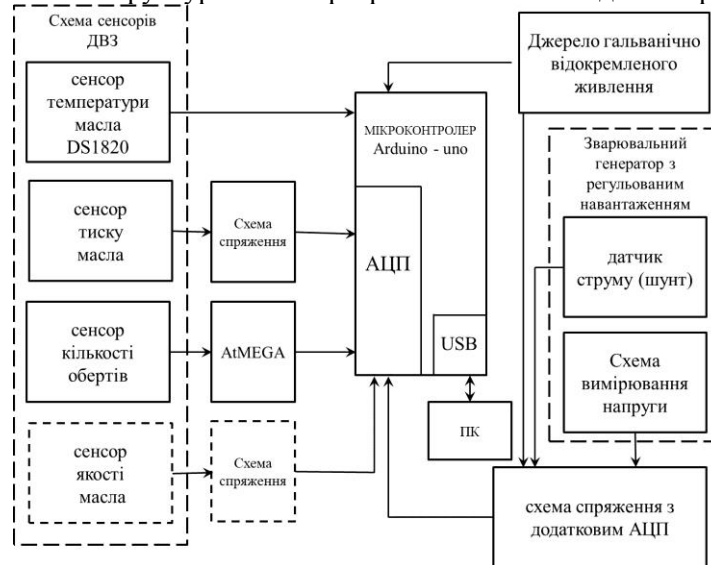 Схема сенсорів
ДВЗ
сенсор
температури
масла
DS1820
сенсор
тиску
масла
сенсор
кількості
обертів
сенсор
якості
масла
Схема
спряження
AtMEGA
Схема
спряження
МІКРОКОНТРОЛЕР
Arduino - uno
АЦП
USB
ПК
Джерело гальванічно
відокремленого
живлення
Зварювальний
генератор з
регульованим
навантаженням
датчик
струму (шунт)
Схема
вимірювання
напруги
схема спряження з
додатковим АЦП